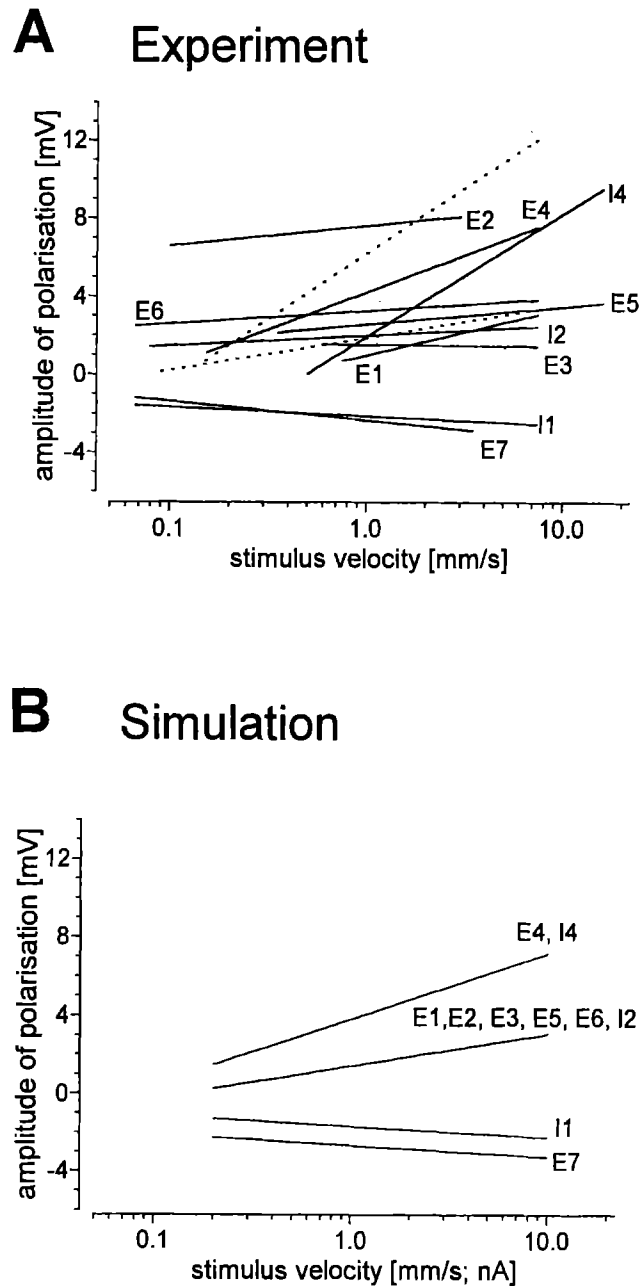 A Experiment
amplitude of polarisation [mV]
12
8
4
0
-4
E2
E4
I4
E6
E5
I2
E3
E1
I1
E7
0.1 1.0 10.0
stimulus velocity [mm/s]
B Simulation
amplitude of polarisation [mV]
12
8
4
0
-4
E4, I4
E1,E2, E3, E5, E6, I2
I1
E7
0.1 1.0 10.0
stimulus velocity [mm/s; nA]